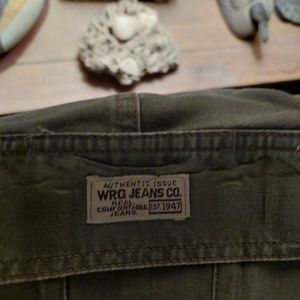 AUTHENTIC ISSUE
WRG JEANS CO.
REAL
COMFORTABLE EST. 1947
JEANS.